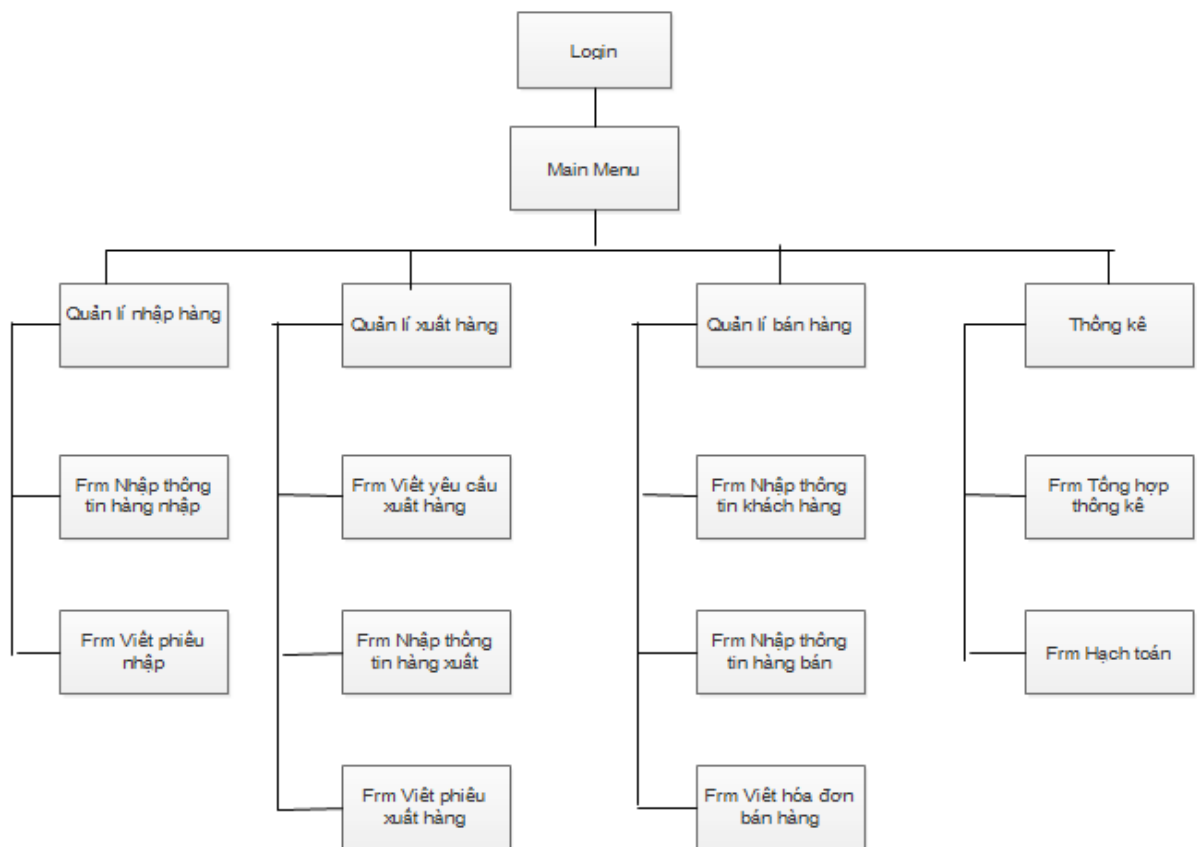 Login
Main Menu
Quản lí nhập hàng
Quản lí xuất hàng
Quản lí bán hàng
Thống kê
Frm Nhập thông
tin hàng nhập
Frm Viết yêu cầu
xuất hàng
Frm Nhập thông
tin khách hàng
Frm Tổng hợp
thống kê
Frm Viết phiếu
nhập
Frm Nhập thông
tin hàng xuất
Frm Nhập thông
tin hàng bán
Frm Hạch toán
Frm Viết phiếu
xuất hàng
Frm Viết hóa đơn
bán hàng